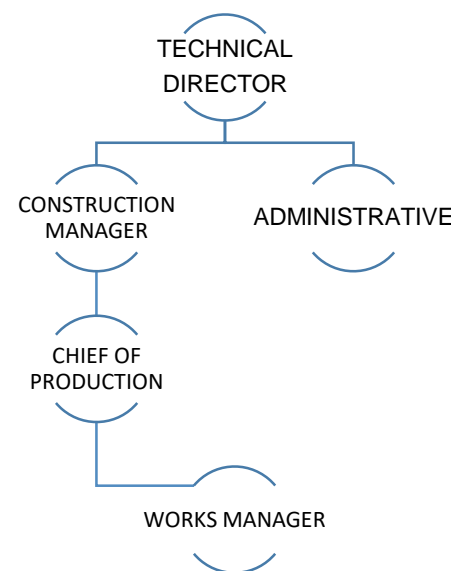 TECHNICAL
DIRECTOR
CONSTRUCTION
MANAGER
ADMINISTRATIVE
CHIEF OF
PRODUCTION
WORKS MANAGER